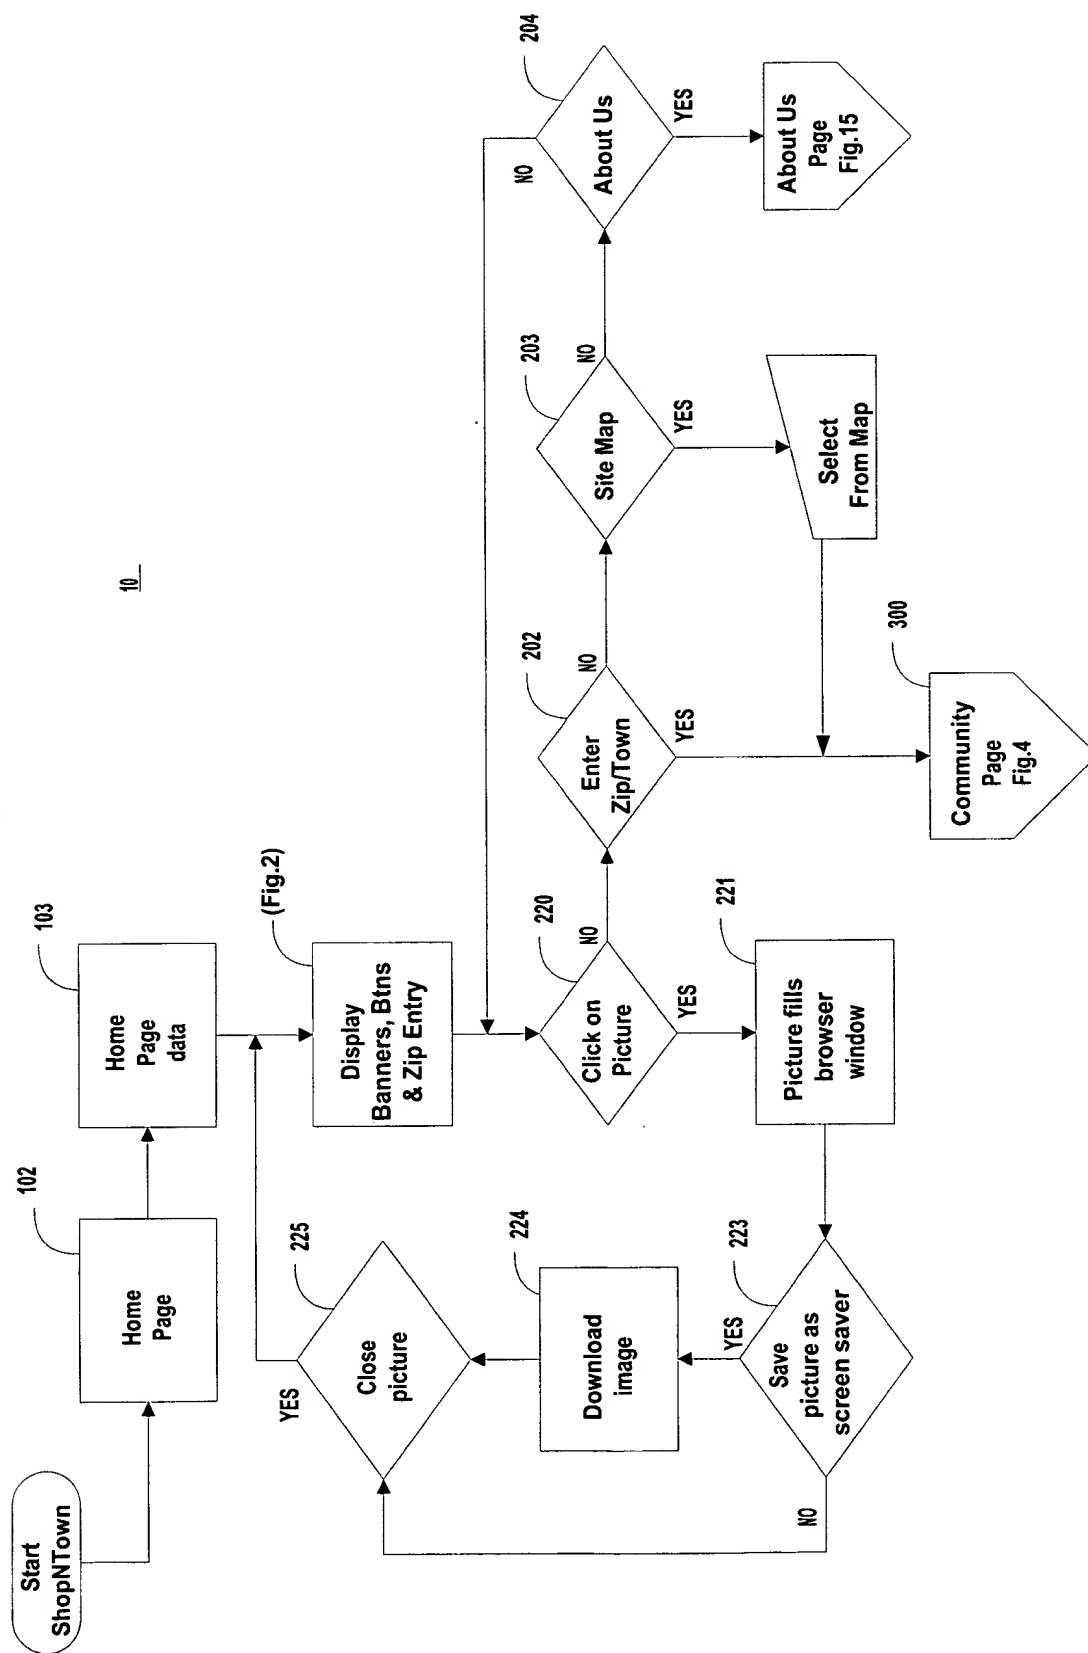 10
Start
ShopNTown
102
Home
Page
103
Home
Page
data
(Fig.2)
Display
Banners, Btns
& Zip Entry
220
Click on
Picture
NO
YES
202
Enter
Zip/Town
NO
YES
203
Site Map
NO
YES
204
About Us
NO
YES
About Us
Page
Fig.15
Select
From Map
300
Community
Page
Fig.4
221
Picture fills
browser
window
223
Save
picture as
screen saver
YES
NO
224
Download
image
225
Close
picture
YES